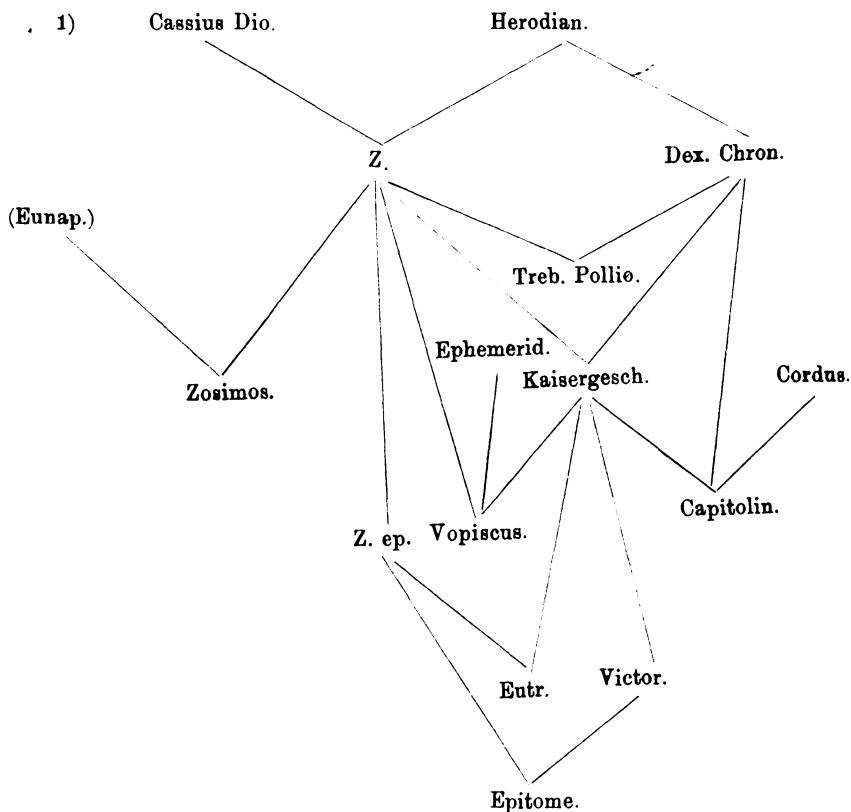 1) Cassius Dio. Herodian.
Z. Dex. Chron.
(Eunap.)
Treb. Pollio.
Ephemerid.
Kaisergesch. Cordus.
Zosimos.
Capitolin.
Z. ep. Vopiscus.
Eutr. Victor.
Epitome.